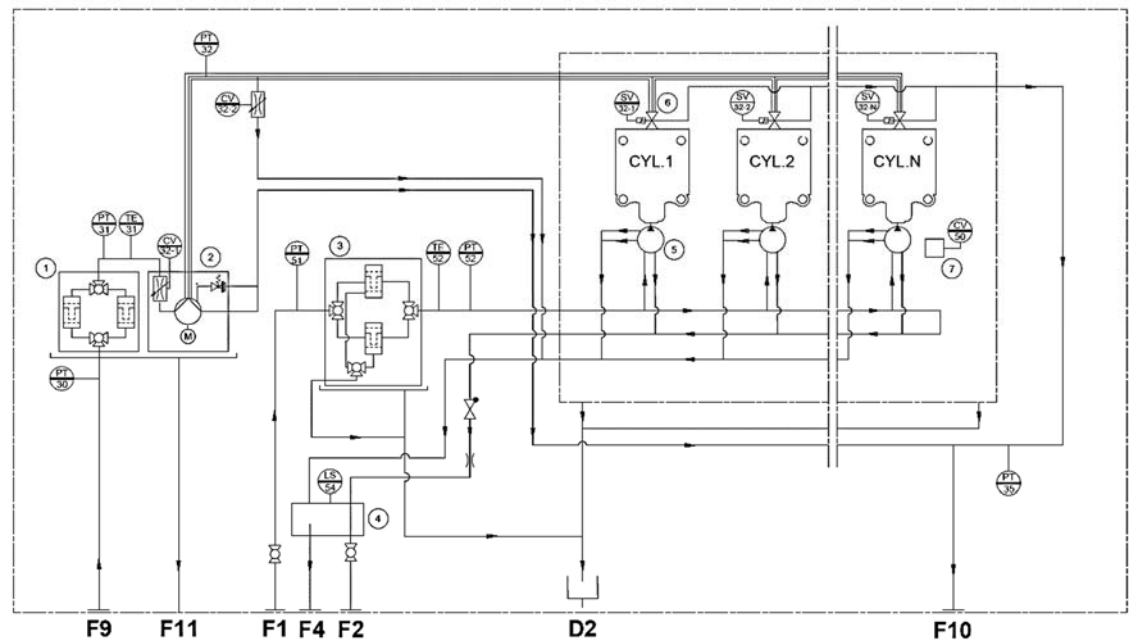 PT
32
CV
32-2
SV
32-1
6
SV
32-2
SV
32-N
CYL.1
CYL.2
CYL.N
PT
31
TE
31
CV
32-1
1
2
M
PT
51
3
TE
52
PT
52
5
CV
50
7
PT
30
LS
54
4
PT
35
F9
F11
F1
F4
F2
D2
F10